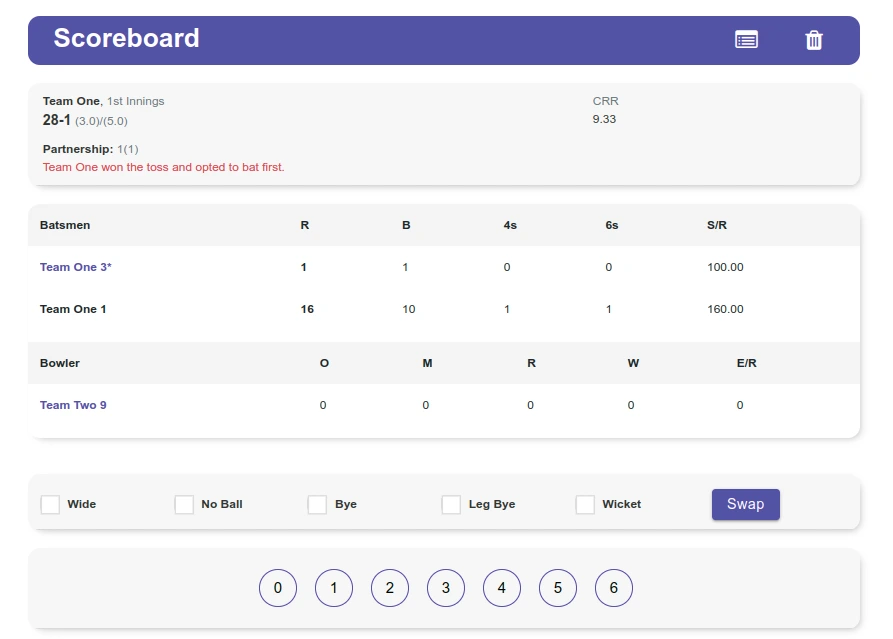 Scoreboard
Team One, 1st Innings
CRR
28-1 (3.0)/(5.0)
9.33
Partnership: 1(1)
Team One won the toss and opted to bat first.
Batsmen R B 4s 6s S/R
Team One 3* 1 1 0 0 100.00
Team One 1 16 10 1 1 160.00
Bowler O M R W E/R
Team Two 9 0 0 0 0 0
Wide No Ball Bye Leg Bye Wicket Swap
0 1 2 3 4 5 6